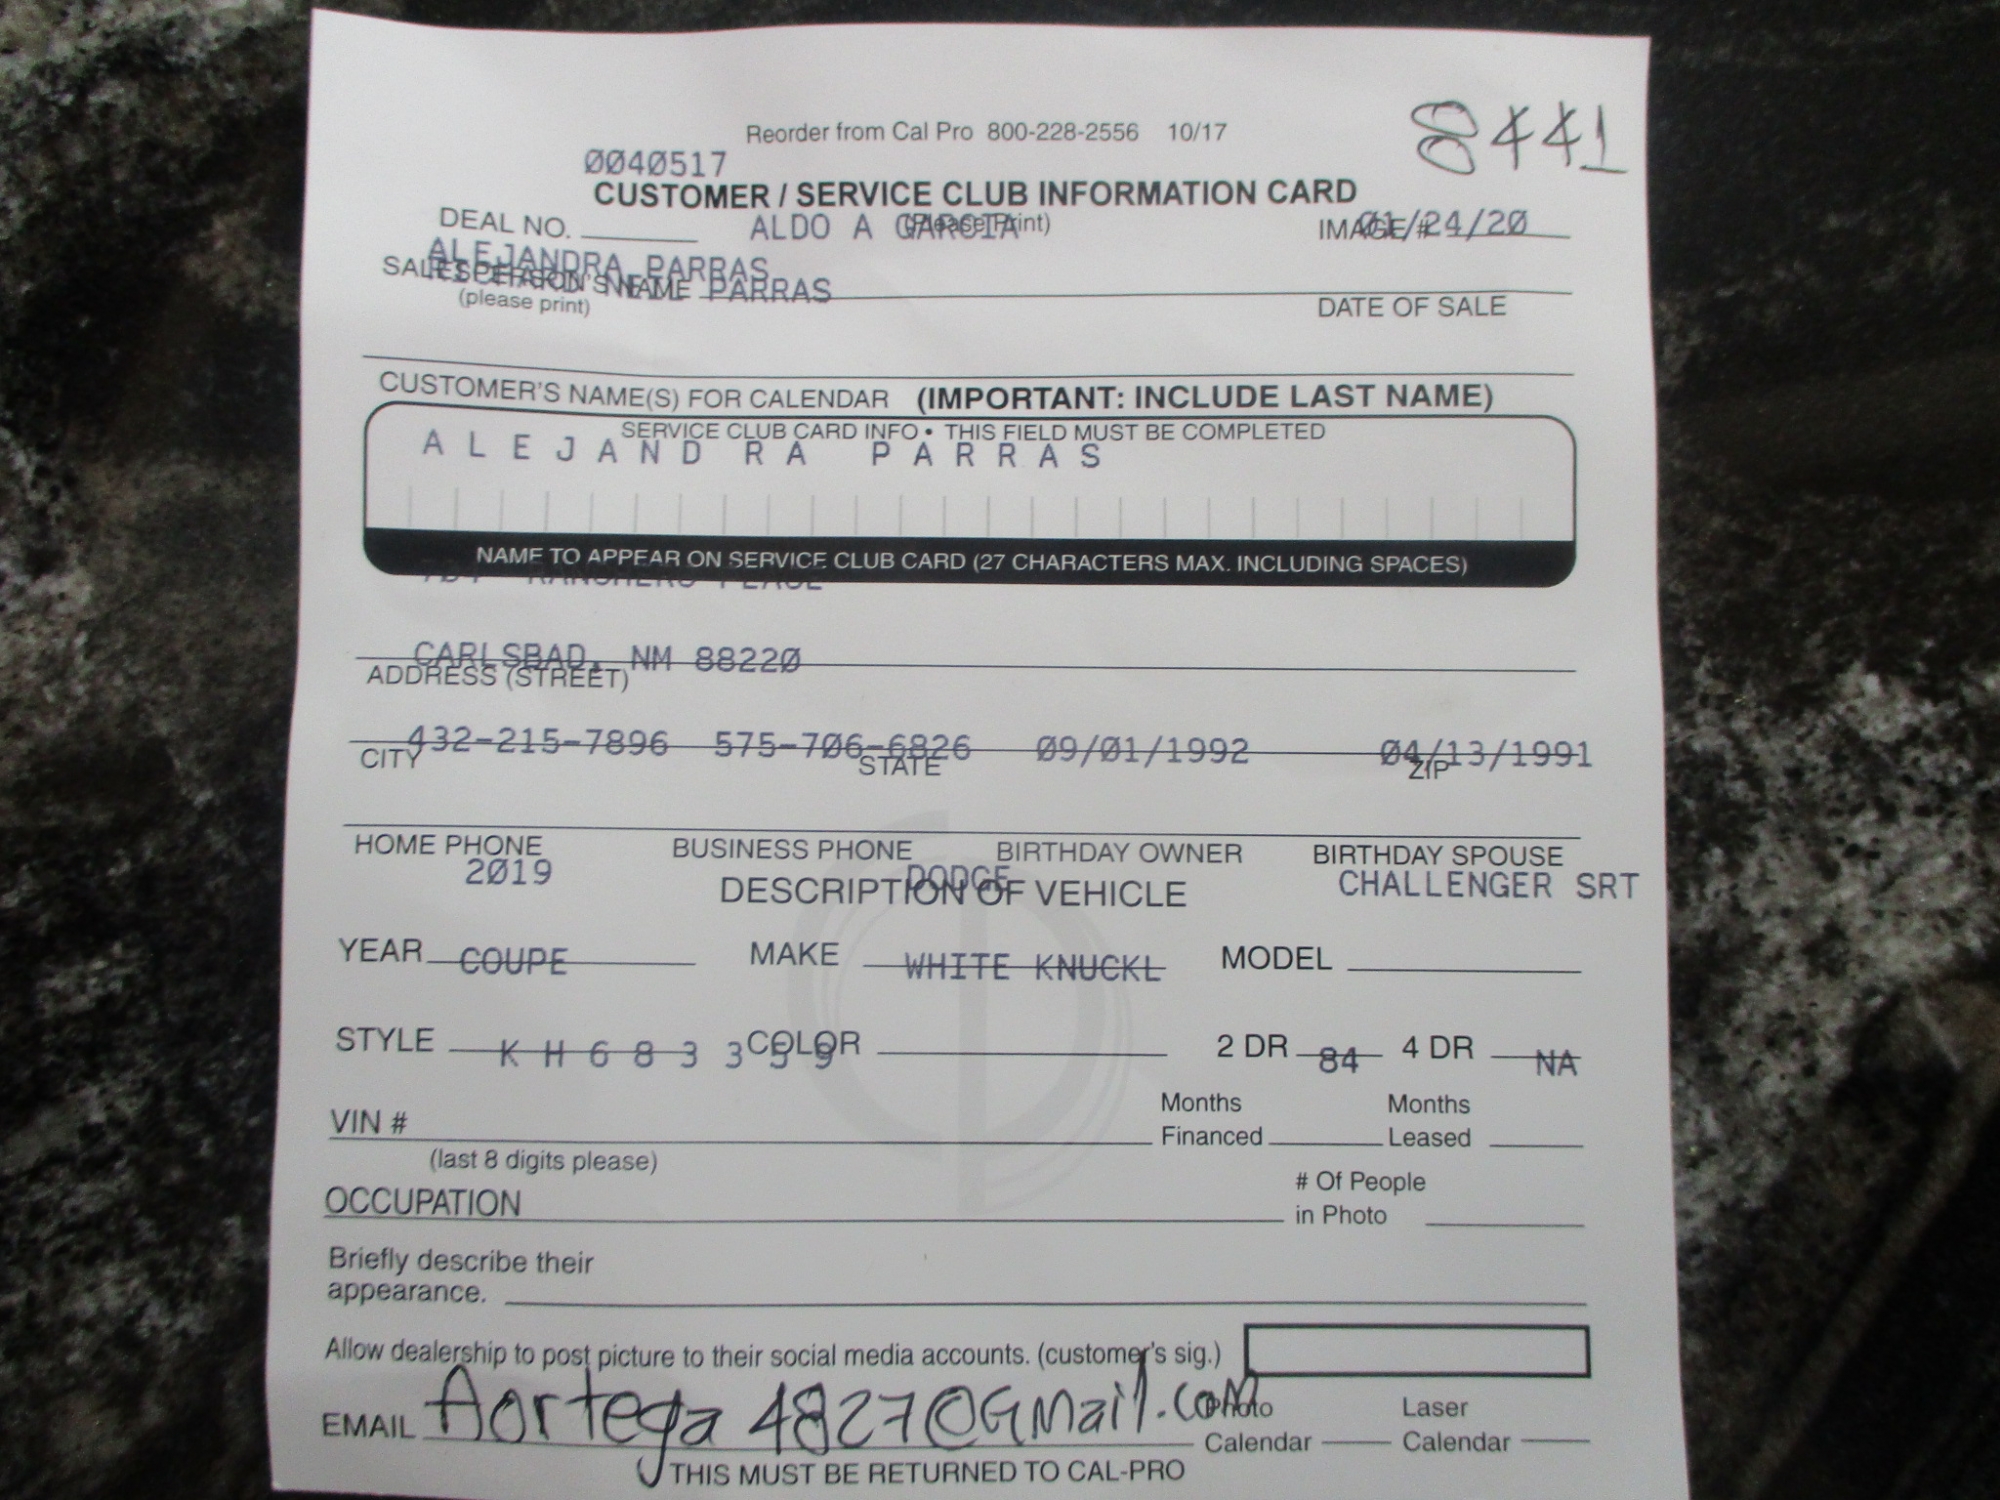 Reorder from Cal Pro 800-228-2556 10/17
8441
0040517
CUSTOMER / SERVICE CLUB INFORMATION CARD
(Please Print)
DEAL NO. ALDO A GARCIA IMAGE # 01/24/20
ALEJANDRA PARRAS
SALESPERSON'S NAME PARRAS
(please print) DATE OF SALE
CUSTOMER'S NAME(S) FOR CALENDAR (IMPORTANT: INCLUDE LAST NAME)
SERVICE CLUB CARD INFO • THIS FIELD MUST BE COMPLETED
ALEJANDRA PARRAS
NAME TO APPEAR ON SERVICE CLUB CARD (27 CHARACTERS MAX. INCLUDING SPACES)
RANCHERO PLACE
CARLSBAD, NM 88220
ADDRESS (STREET)
432-215-7896 575-706-6826 09/01/1992 04/13/1991
CITY STATE ZIP
HOME PHONE BUSINESS PHONE BIRTHDAY OWNER BIRTHDAY SPOUSE
2019 DODGE CHALLENGER SRT
DESCRIPTION OF VEHICLE
YEAR COUPE MAKE WHITE KNUCKL MODEL
STYLE KH683359 COLOR 2 DR 84 4 DR NA
VIN # Months Financed Months Leased
(last 8 digits please)
OCCUPATION # Of People in Photo
Briefly describe their
appearance.
Allow dealership to post picture to their social media accounts. (customer's sig.)
EMAIL Aortega4827@Gmail.com Photo Calendar Laser Calendar
THIS MUST BE RETURNED TO CAL-PRO